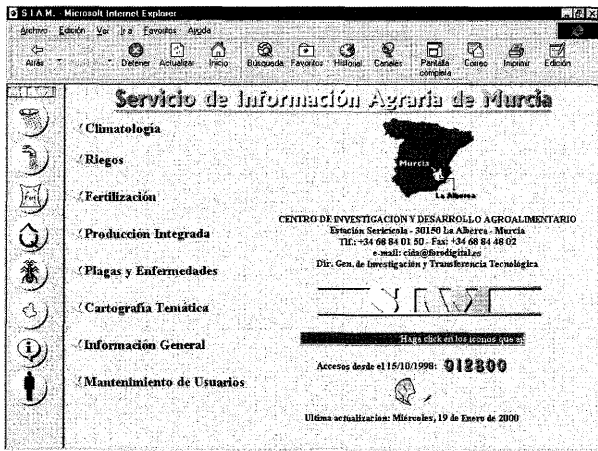 S I A M. - Microsoft Internet Explorer
Archivo Edición Ver Ir a Favoritos Ayuda
Atrás Detener Actualizar Inicio Búsqueda Favoritos Historial Canales Pantalla completa Correo Imprimir Edición
Servicio de Información Agraria de Murcia
Climatología
Riegos
Fertilización
Producción Integrada
Plagas y Enfermedades
Cartografía Temática
Información General
Mantenimiento de Usuarios
Murcia
La Alberca
CENTRO DE INVESTIGACION Y DESARROLLO AGROALIMENTARIO
Estación Sericícola - 30150 La Alberca - Murcia
Tlf.: +34 68 84 01 50 - Fax: +34 68 84 48 02
e-mail: cida@forodigital.es
Dir. Gen. de Investigación y Transferencia Tecnológica
Haga click en los iconos que en
Accesos desde el 15/10/1998: 012800
Ultima actualizacion: Miércoles, 19 de Enero de 2000